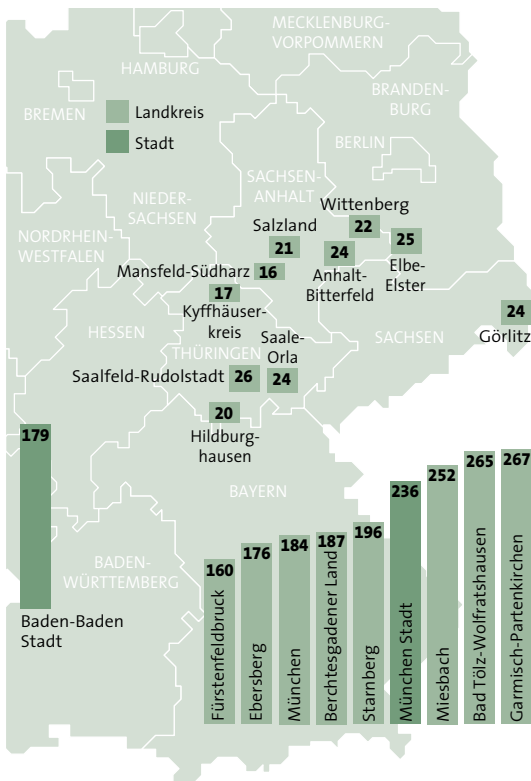 MECKLENBURG-
VORPOMMERN
HAMBURG
BRANDEN-
BURG
BREMEN
Landkreis
Stadt
BERLIN
SACHSEN-
ANHALT
NIEDER-
SACHSEN
Wittenberg
22
Salzland
21
25
Elbe-
Elster
24
Anhalt-
Bitterfeld
NORDRHEIN-
WESTFALEN
Mansfeld-Südharz
16
17
Kyffhäuser-
kreis
24
Görlitz
HESSEN
SACHSEN
THÜRINGEN
Saale-
Orla
24
Saalfeld-Rudolstadt
26
20
Hildburg-
hausen
179
Baden-Baden
Stadt
BAYERN
BADEN-
WÜRTTEMBERG
160
Fürstenfeldbruck
176
Ebersberg
184
München
187
Berchtesgadener Land
196
Starnberg
236
München Stadt
252
Miesbach
265
Bad Tölz-Wolfratshausen
267
Garmisch-Partenkirchen